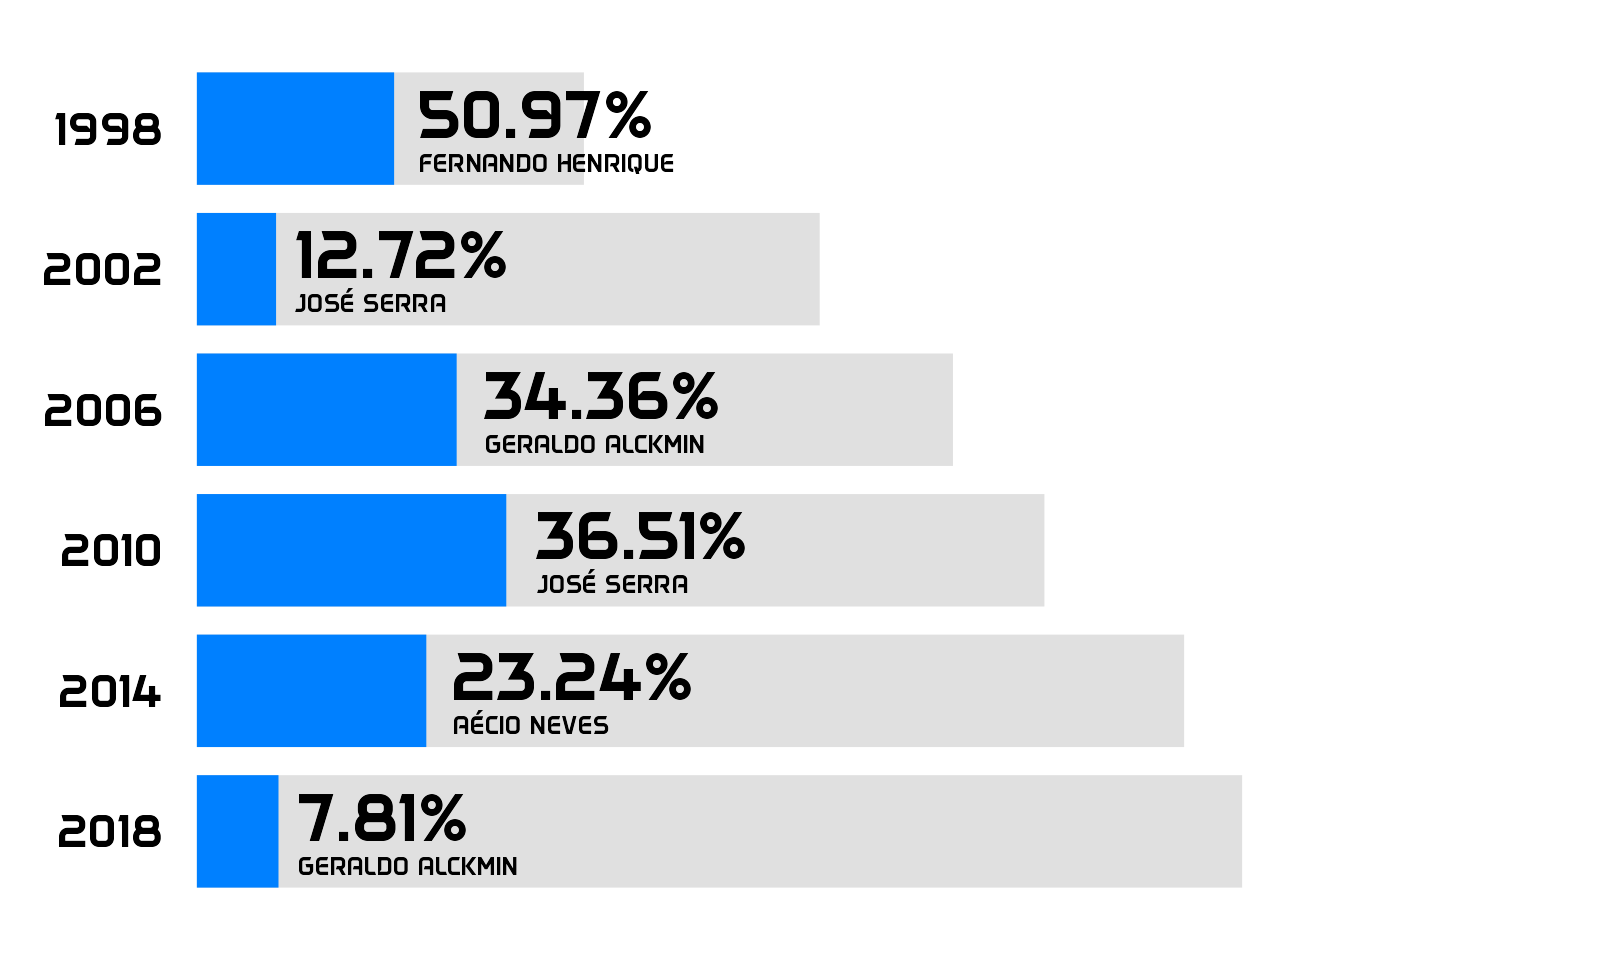 1998
50.97%
FERNANDO HENRIQUE
2002
12.72%
JOSÉ SERRA
2006
34.36%
GERALDO ALCKMIN
2010
36.51%
JOSÉ SERRA
2014
23.24%
AÉCIO NEVES
2018
7.81%
GERALDO ALCKMIN